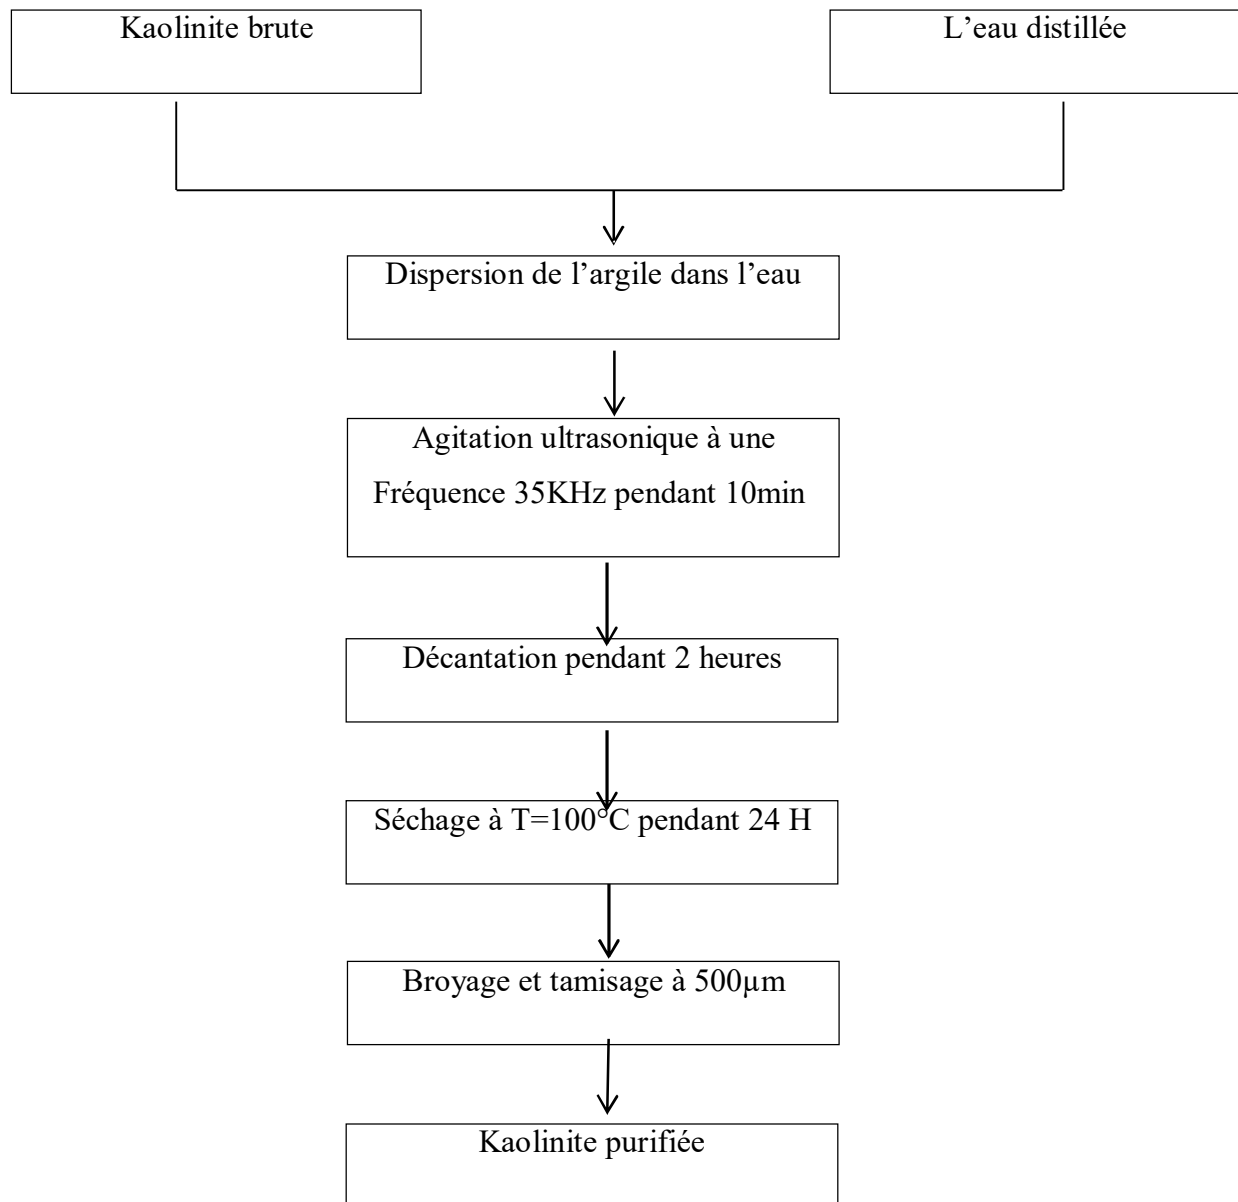 Kaolinite brute
L’eau distillée
Dispersion de l’argile dans l’eau
Agitation ultrasonique à une
Fréquence 35KHz pendant 10min
Décantation pendant 2 heures
Séchage à T=100°C pendant 24 H
Broyage et tamisage à 500µm
Kaolinite purifiée